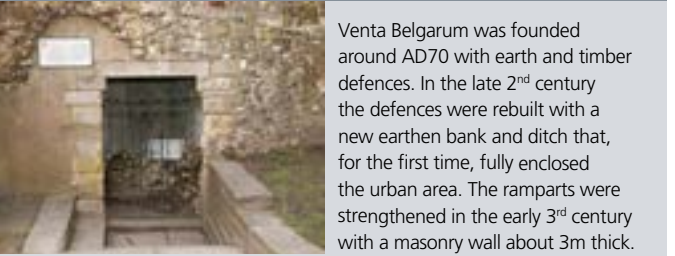 Venta Belgarum was founded
around AD70 with earth and timber
defences. In the late 2nd century
the defences were rebuilt with a
new earthen bank and ditch that,
for the first time, fully enclosed
the urban area. The ramparts were
strengthened in the early 3rd century
with a masonry wall about 3m thick.